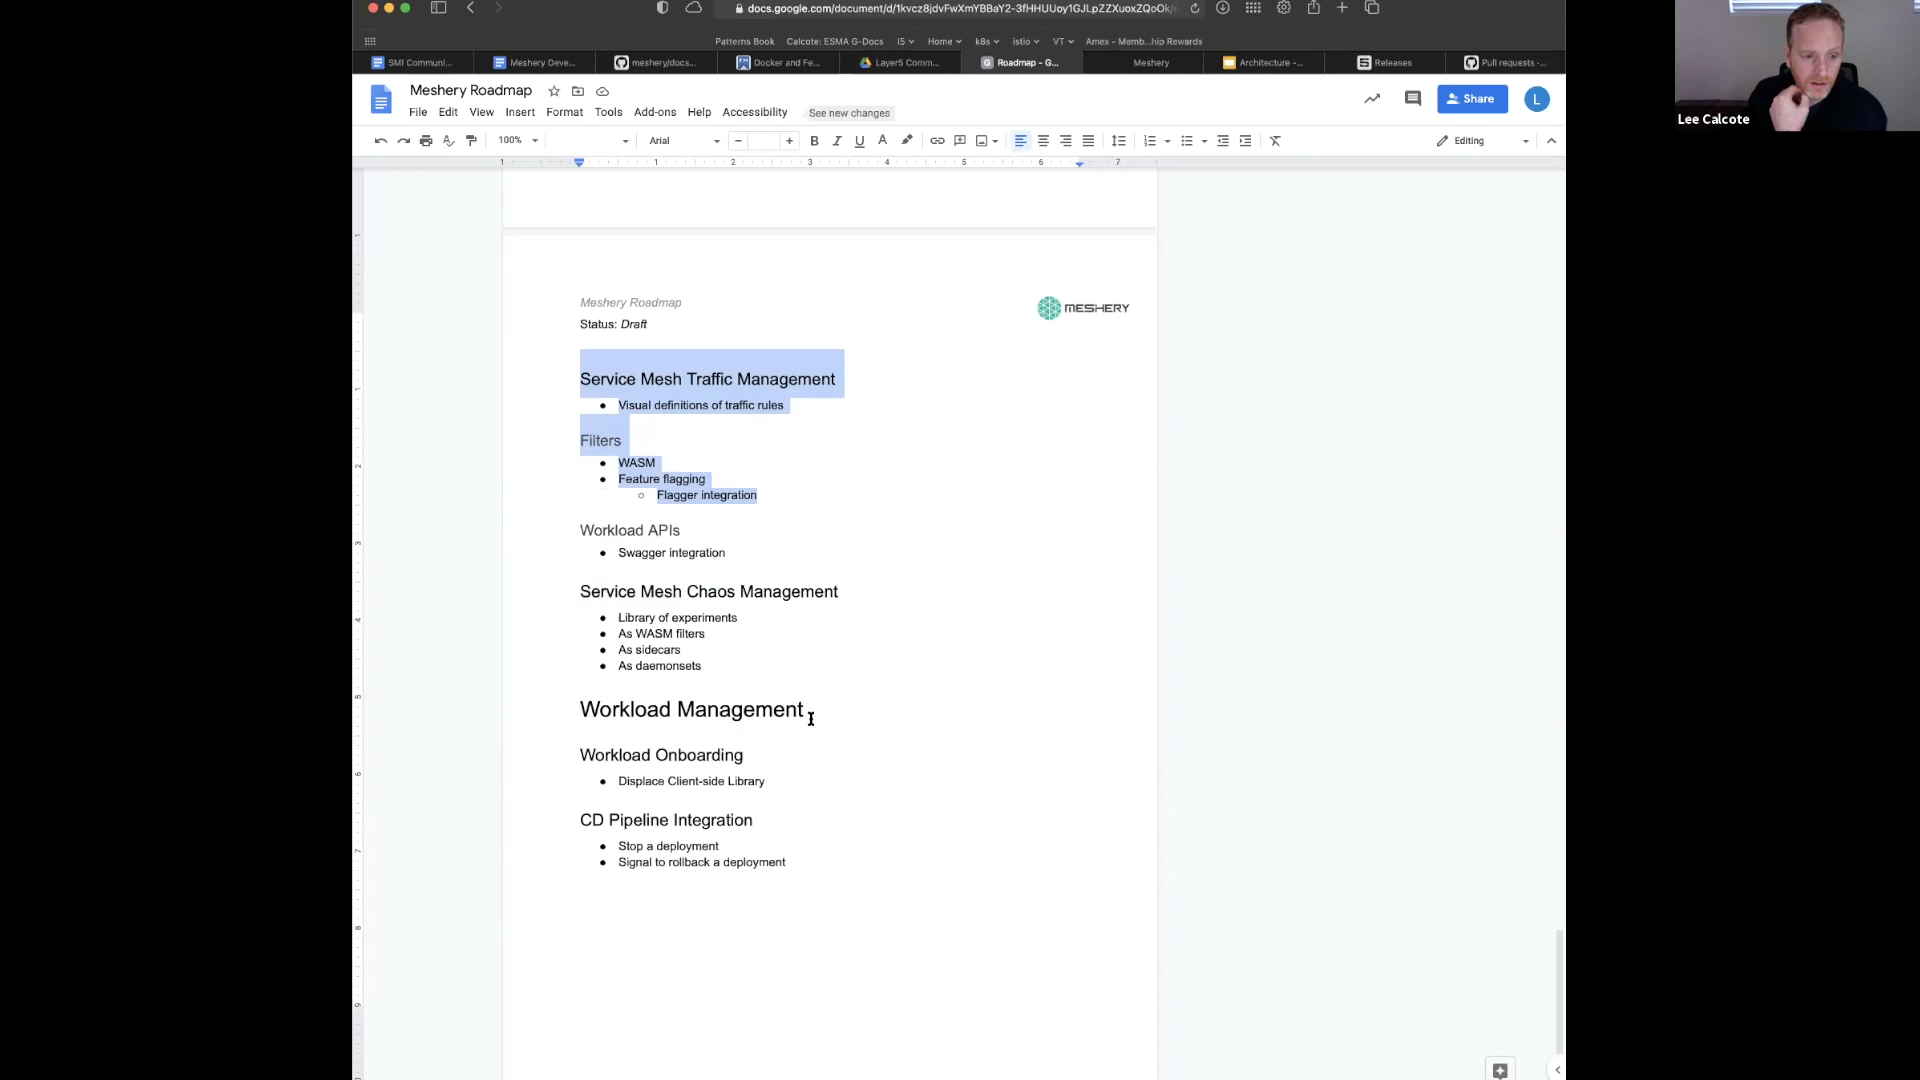 docs.google.com/document/d/1kvcz8jdvFwXmYBBaY2-3fHHUUoy1GJLpZZXuoxZQoOk/
Patterns Book Calcote: ESMA G-Docs I5 Home k8s istio VT Amex - Memb...hip Rewards
SMI Communi... Meshery Deve... meshery/docs... Docker and Fe... Layer5 Comm... Roadmap - G... Meshery Architecture -... Releases Pull requests ·...
Meshery Roadmap
File Edit View Insert Format Tools Add-ons Help Accessibility See new changes
Share
L
100% Arial Editing
Lee Calcote
Meshery Roadmap
MESHERY
Status: Draft
Service Mesh Traffic Management
Visual definitions of traffic rules
Filters
WASM
Feature flagging
Flagger integration
Workload APIs
Swagger integration
Service Mesh Chaos Management
Library of experiments
As WASM filters
As sidecars
As daemonsets
Workload Management
Workload Onboarding
Displace Client-side Library
CD Pipeline Integration
Stop a deployment
Signal to rollback a deployment